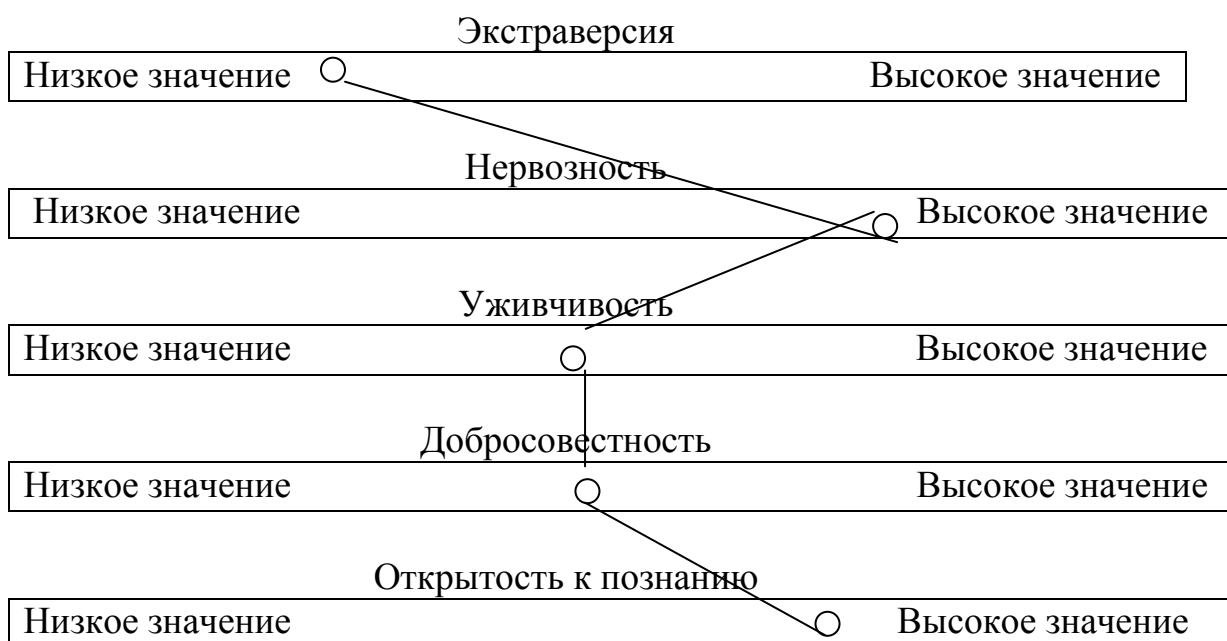 Экстраверсия
Низкое значение Высокое значение
Нервозность
Низкое значение Высокое значение
Уживчивость
Низкое значение Высокое значение
Добросовестность
Низкое значение Высокое значение
Открытость к познанию
Низкое значение Высокое значение